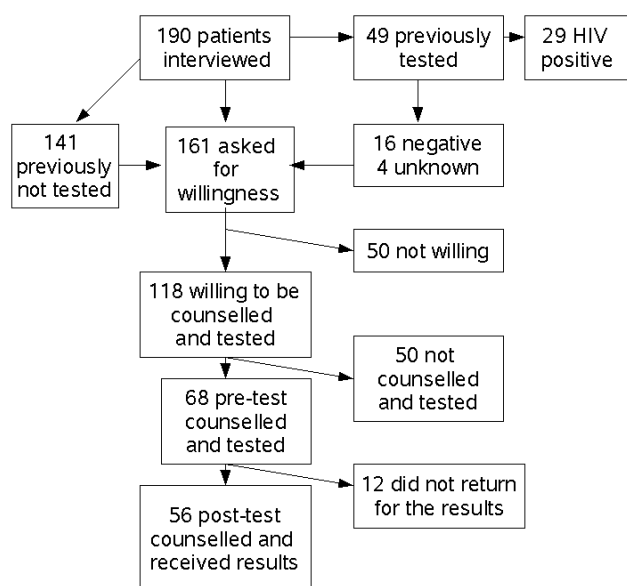 190 patients
interviewed
49 previously
tested
29 HIV
positive
141
previously
not tested
161 asked
for
willingness
16 negative
4 unknown
50 not willing
118 willing to be
counselled
and tested
50 not
counselled
and tested
68 pre-test
counselled
and tested
12 did not return
for the results
56 post-test
counselled and
received results